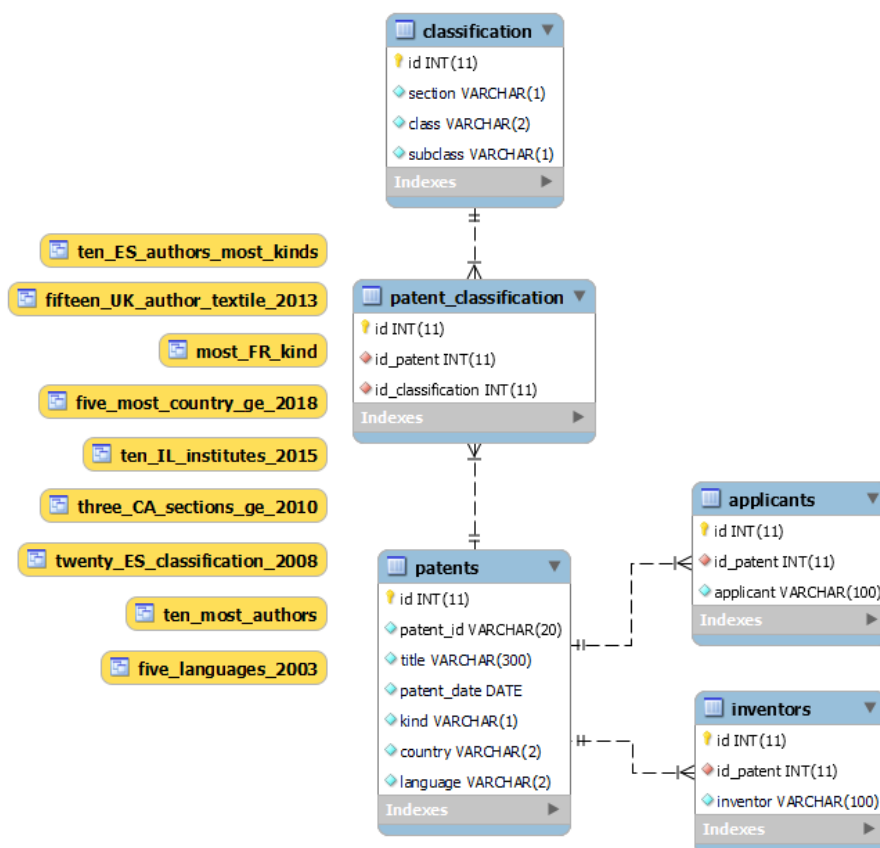 classification
id INT(11)
section VARCHAR(1)
class VARCHAR(2)
subclass VARCHAR(1)
Indexes
ten_ES_authors_most_kinds
fifteen_UK_author_textile_2013
most_FR_kind
five_most_country_ge_2018
ten_IL_institutes_2015
three_CA_sections_ge_2010
twenty_ES_classification_2008
ten_most_authors
five_languages_2003
patent_classification
id INT(11)
id_patent INT(11)
id_classification INT(11)
Indexes
patents
id INT(11)
patent_id VARCHAR(20)
title VARCHAR(300)
patent_date DATE
kind VARCHAR(1)
country VARCHAR(2)
language VARCHAR(2)
Indexes
applicants
id INT(11)
id_patent INT(11)
applicant VARCHAR(100)
Indexes
inventors
id INT(11)
id_patent INT(11)
inventor VARCHAR(100)
Indexes